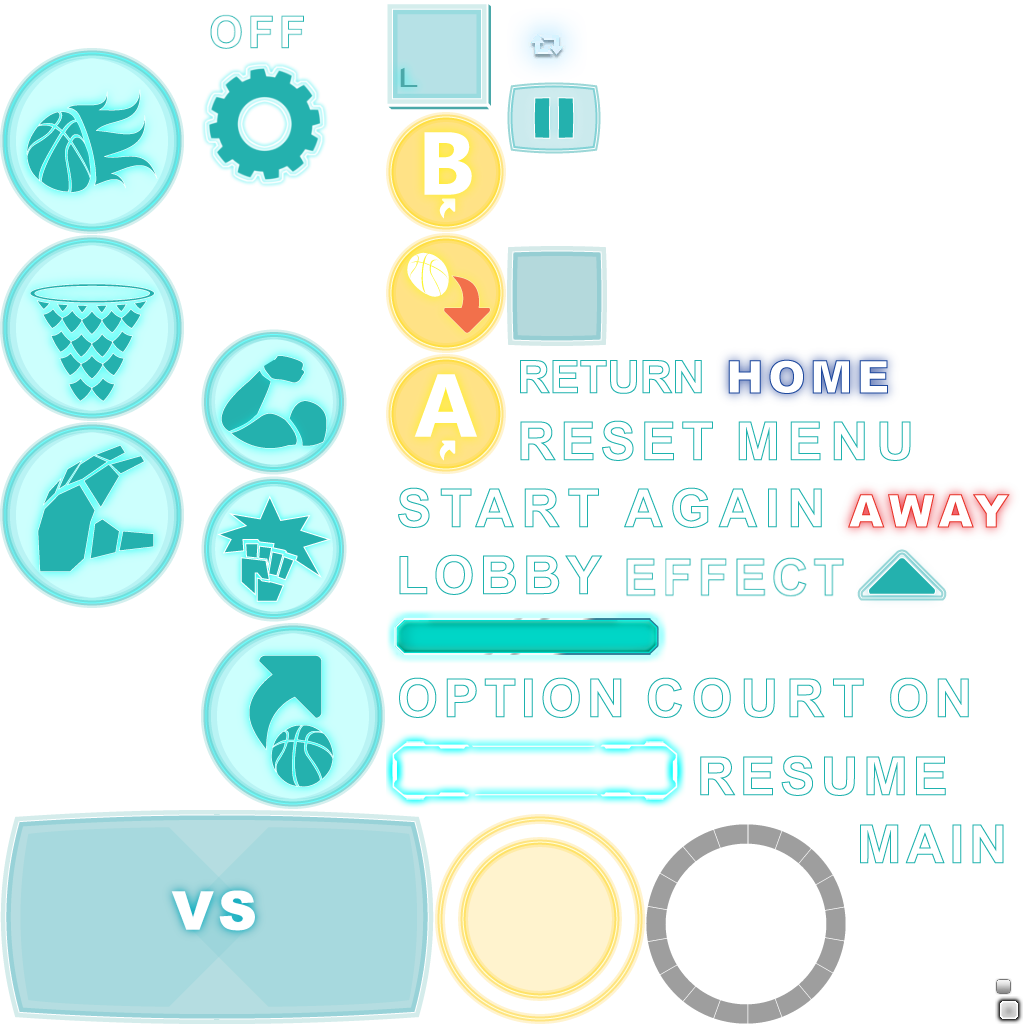 OFF
B
A
RETURN HOME
RESET MENU
START AGAIN AWAY
LOBBY EFFECT
OPTION COURT ON
RESUME
MAIN
VS